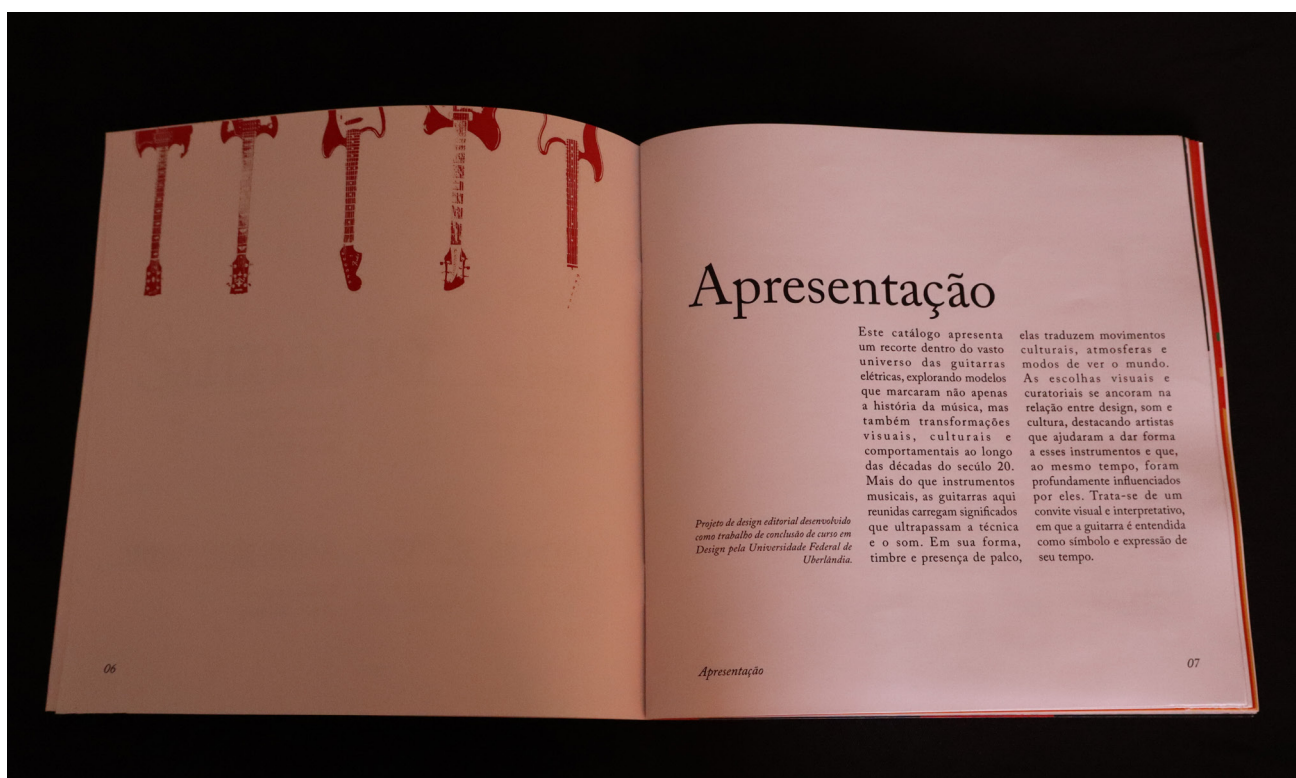 Apresentação
Este catálogo apresenta
um recorte dentro do vasto
universo das guitarras
elétricas, explorando modelos
que marcaram não apenas
a história da música, mas
também transformações
visuais, culturais e
comportamentais ao longo
das décadas do secúlo 20.
Mais do que instrumentos
musicais, as guitarras aqui
reunidas carregam significados
que ultrapassam a técnica
e o som. Em sua forma,
timbre e presença de palco,
elas traduzem movimentos
culturais, atmosferas e
modos de ver o mundo.
As escolhas visuais e
curatoriais se ancoram na
relação entre design, som e
cultura, destacando artistas
que ajudaram a dar forma
a esses instrumentos e que,
ao mesmo tempo, foram
profundamente influenciados
por eles. Trata-se de um
convite visual e interpretativo,
em que a guitarra é entendida
como símbolo e expressão de
seu tempo.
Projeto de design editorial desenvolvido
como trabalho de conclusão de curso em
Design pela Universidade Federal de
Uberlândia.
06
Apresentação
07